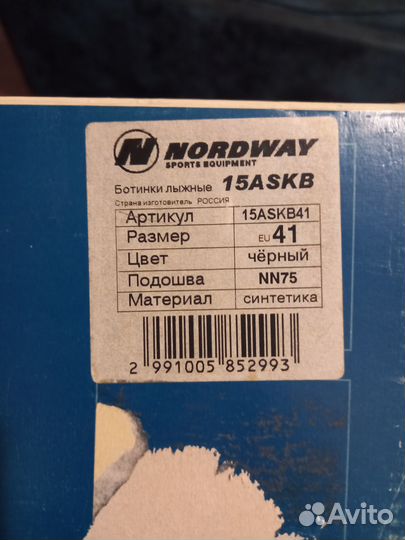 N NORDWAY
SPORTS EQUIPMENT
Ботинки лыжные 15ASKB
Страна изготовитель РОССИЯ
Артикул 15ASKB41
Размер EU 41
Цвет чёрный
Подошва NN75
Материал синтетика
2 991005 852993
Avito